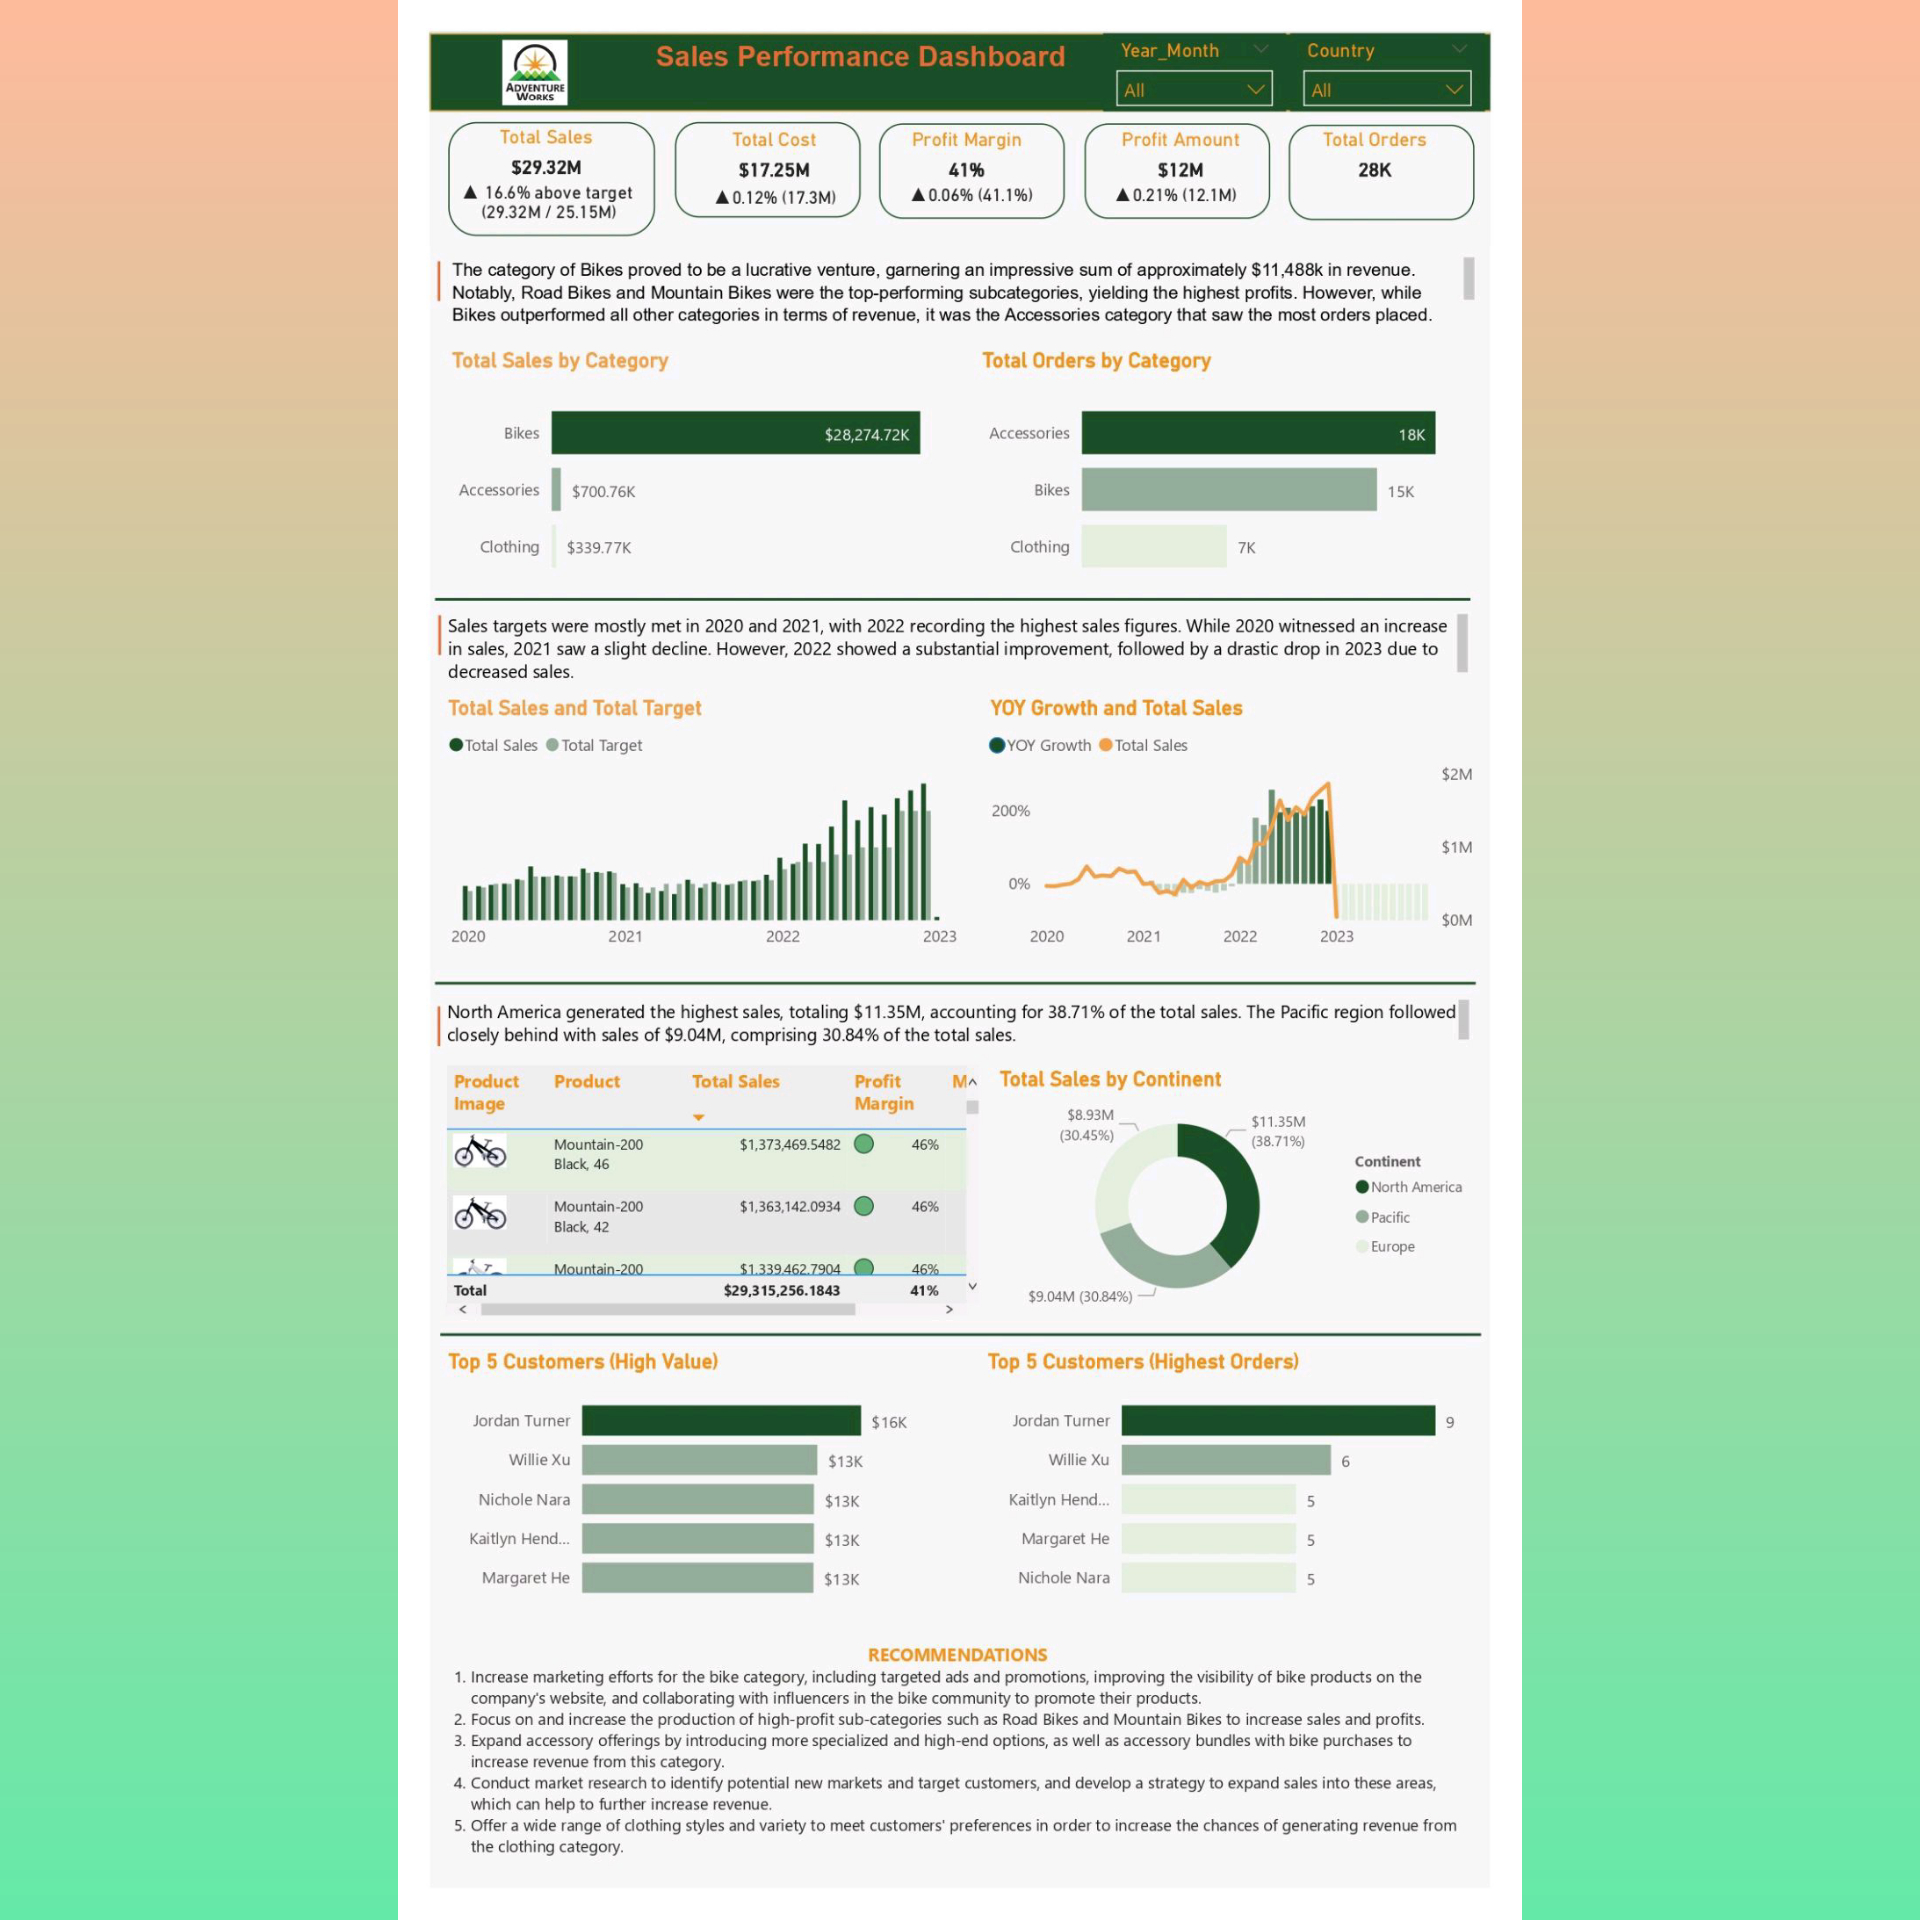 ADVENTURE
WORKS
Sales Performance Dashboard
Year_Month
All
Country
All
Total Sales
$29.32M
▲ 16.6% above target
(29.32M / 25.15M)
Total Cost
$17.25M
▲0.12% (17.3M)
Profit Margin
41%
▲0.06% (41.1%)
Profit Amount
$12M
▲0.21% (12.1M)
Total Orders
28K
The category of Bikes proved to be a lucrative venture, garnering an impressive sum of approximately $11,488k in revenue.
Notably, Road Bikes and Mountain Bikes were the top-performing subcategories, yielding the highest profits. However, while
Bikes outperformed all other categories in terms of revenue, it was the Accessories category that saw the most orders placed.
Total Sales by Category
Bikes
$28,274.72K
Accessories
$700.76K
Clothing
$339.77K
Total Orders by Category
Accessories
18K
Bikes
15K
Clothing
7K
Sales targets were mostly met in 2020 and 2021, with 2022 recording the highest sales figures. While 2020 witnessed an increase
in sales, 2021 saw a slight decline. However, 2022 showed a substantial improvement, followed by a drastic drop in 2023 due to
decreased sales.
Total Sales and Total Target
Total Sales Total Target
2020 2021 2022 2023
YOY Growth and Total Sales
YOY Growth Total Sales
200%
0%
$2M
$1M
$0M
2020 2021 2022 2023
North America generated the highest sales, totaling $11.35M, accounting for 38.71% of the total sales. The Pacific region followed
closely behind with sales of $9.04M, comprising 30.84% of the total sales.
Product Image Product Total Sales Profit Margin M
Mountain-200 Black, 46 $1,373,469.5482 46%
Mountain-200 Black, 42 $1,363,142.0934 46%
Mountain-200 $1,339,462.7904 46%
Total $29,315,256.1843 41%
Total Sales by Continent
$8.93M
(30.45%)
$11.35M
(38.71%)
$9.04M (30.84%)
Continent
North America
Pacific
Europe
Top 5 Customers (High Value)
Jordan Turner $16K
Willie Xu $13K
Nichole Nara $13K
Kaitlyn Hend... $13K
Margaret He $13K
Top 5 Customers (Highest Orders)
Jordan Turner 9
Willie Xu 6
Kaitlyn Hend... 5
Margaret He 5
Nichole Nara 5
RECOMMENDATIONS
1. Increase marketing efforts for the bike category, including targeted ads and promotions, improving the visibility of bike products on the
company's website, and collaborating with influencers in the bike community to promote their products.
2. Focus on and increase the production of high-profit sub-categories such as Road Bikes and Mountain Bikes to increase sales and profits.
3. Expand accessory offerings by introducing more specialized and high-end options, as well as accessory bundles with bike purchases to
increase revenue from this category.
4. Conduct market research to identify potential new markets and target customers, and develop a strategy to expand sales into these areas,
which can help to further increase revenue.
5. Offer a wide range of clothing styles and variety to meet customers' preferences in order to increase the chances of generating revenue from
the clothing category.